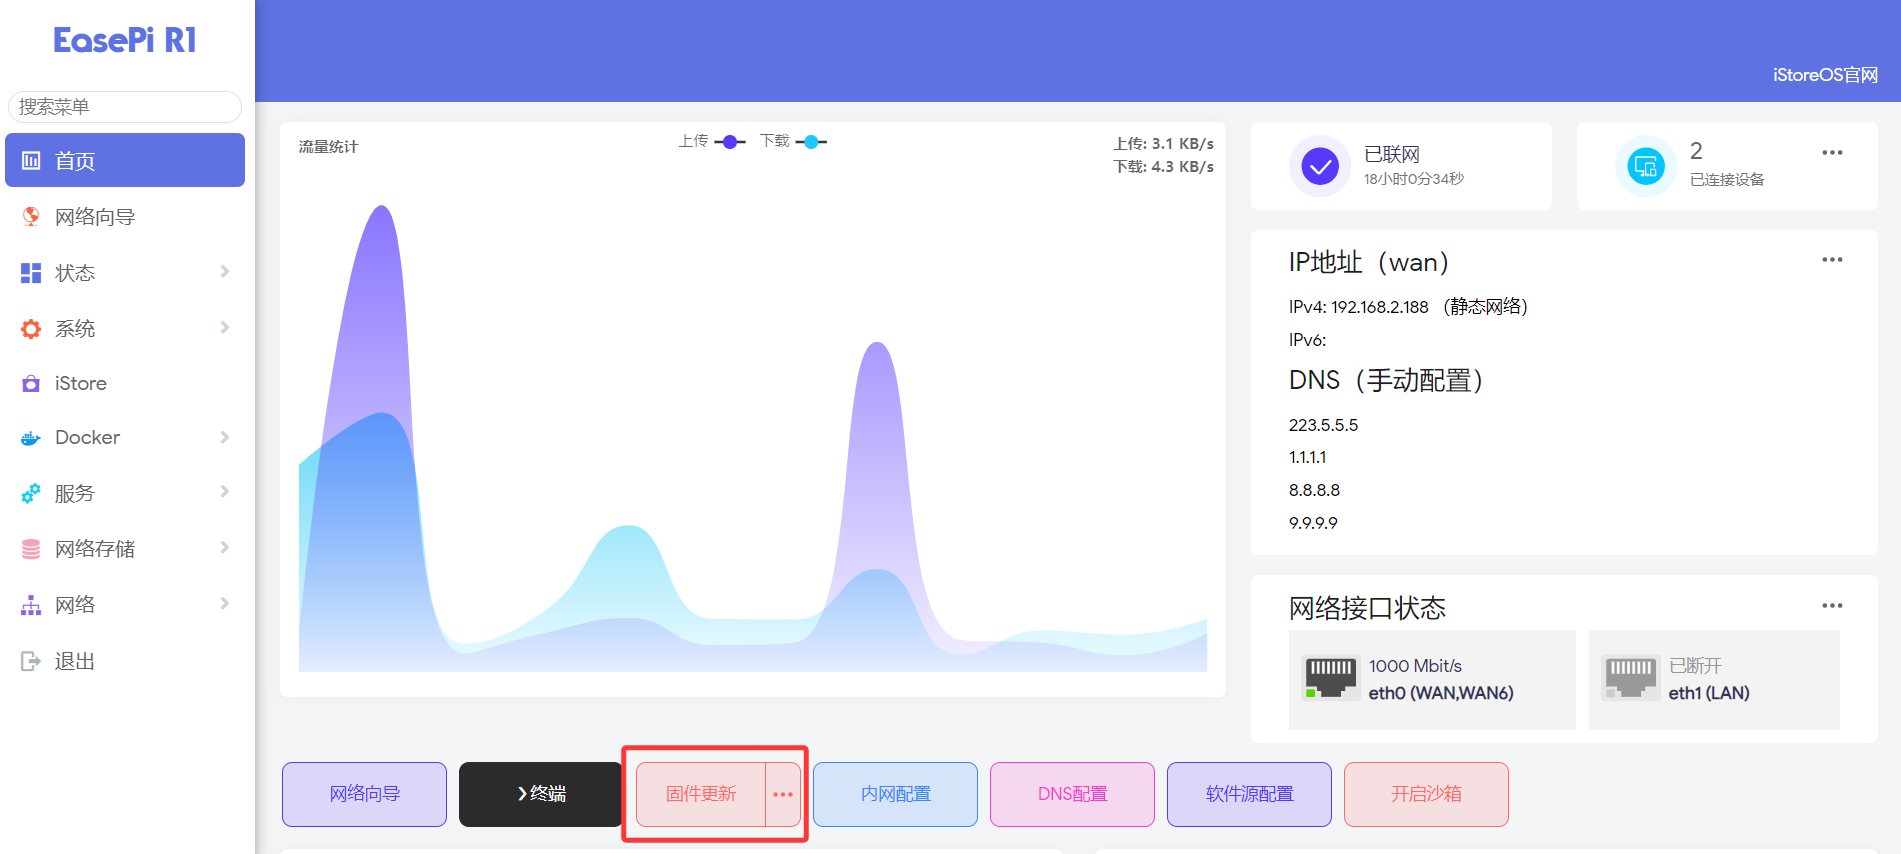 EasePi R1
搜索菜单
首页
网络向导
状态
系统
iStore
Docker
服务
网络存储
网络
退出
iStoreOS官网
流量统计
上传 下载
上传: 3.1 KB/s
下载: 4.3 KB/s
已联网
18小时0分34秒
2
已连接设备
IP地址（wan）
IPv4: 192.168.2.188 （静态网络）
IPv6:
DNS（手动配置）
223.5.5.5
1.1.1.1
8.8.8.8
9.9.9.9
网络接口状态
1000 Mbit/s
eth0 (WAN,WAN6)
已断开
eth1 (LAN)
网络向导
终端
固件更新
内网配置
DNS配置
软件源配置
开启沙箱